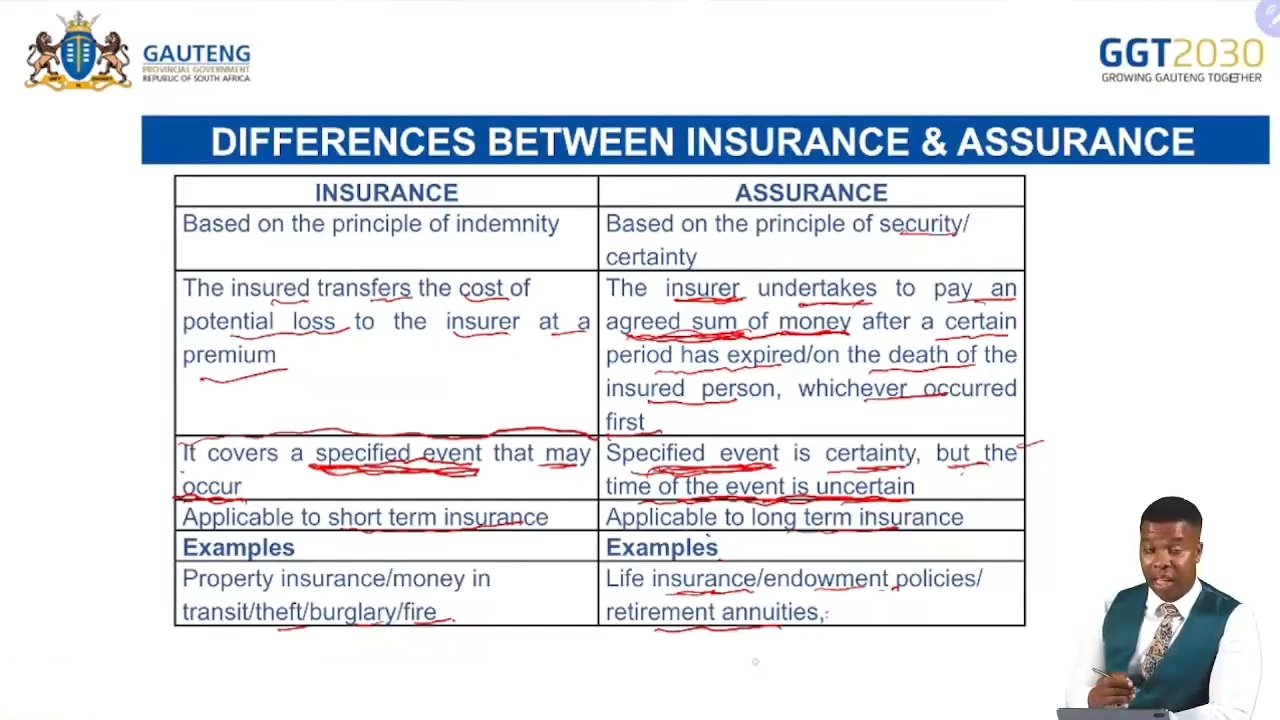 GAUTENG
PROVINCIAL GOVERNMENT
REPUBLIC OF SOUTH AFRICA
GGT2030
GROWING GAUTENG TOGETHER
DIFFERENCES BETWEEN INSURANCE & ASSURANCE
INSURANCE
ASSURANCE
Based on the principle of indemnity
Based on the principle of security/
certainty
The insured transfers the cost of
potential loss to the insurer at a
premium
The insurer undertakes to pay an
agreed sum of money after a certain
period has expired/on the death of the
insured person, whichever occurred
first
It covers a specified event that may
occur
Specified event is certainty, but the
time of the event is uncertain
Applicable to short term insurance
Applicable to long term insurance
Examples
Examples
Property insurance/money in
transit/theft/burglary/fire
Life insurance/endowment policies/
retirement annuities,